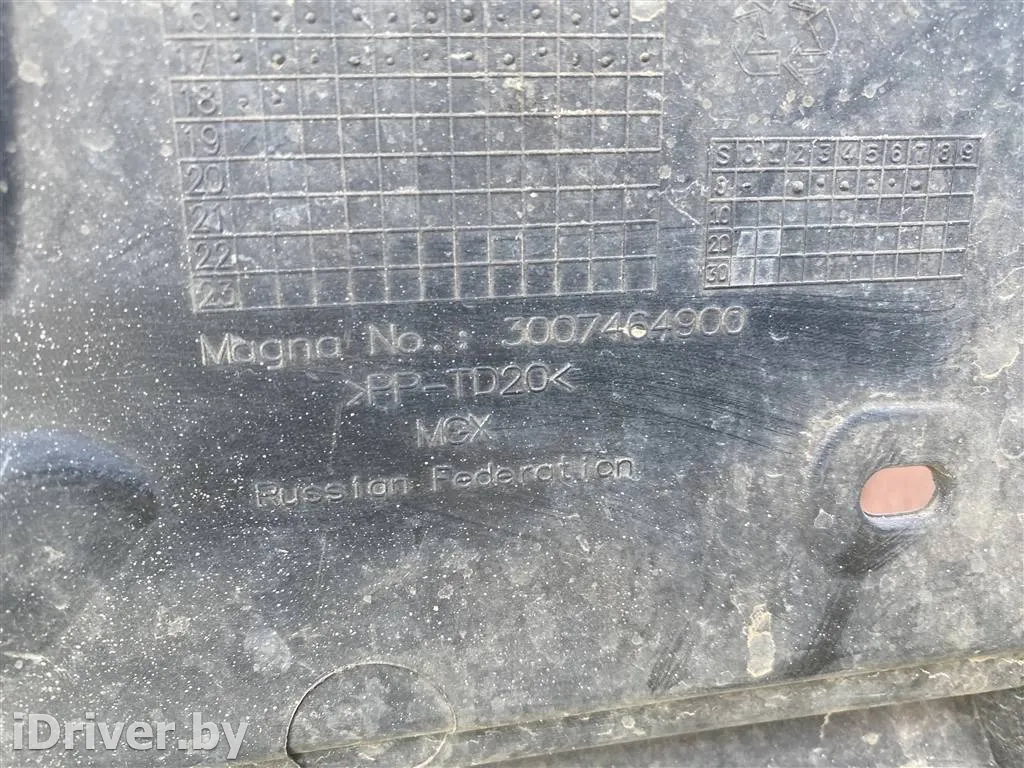 16
17
18
19
20
21
22
23
S 0 1 2 3 4 5 6 7 8 9
10
20
30
Magna No.: 3007464900
>PP-TD20<
MGX
Russian Federation
iDriver.by